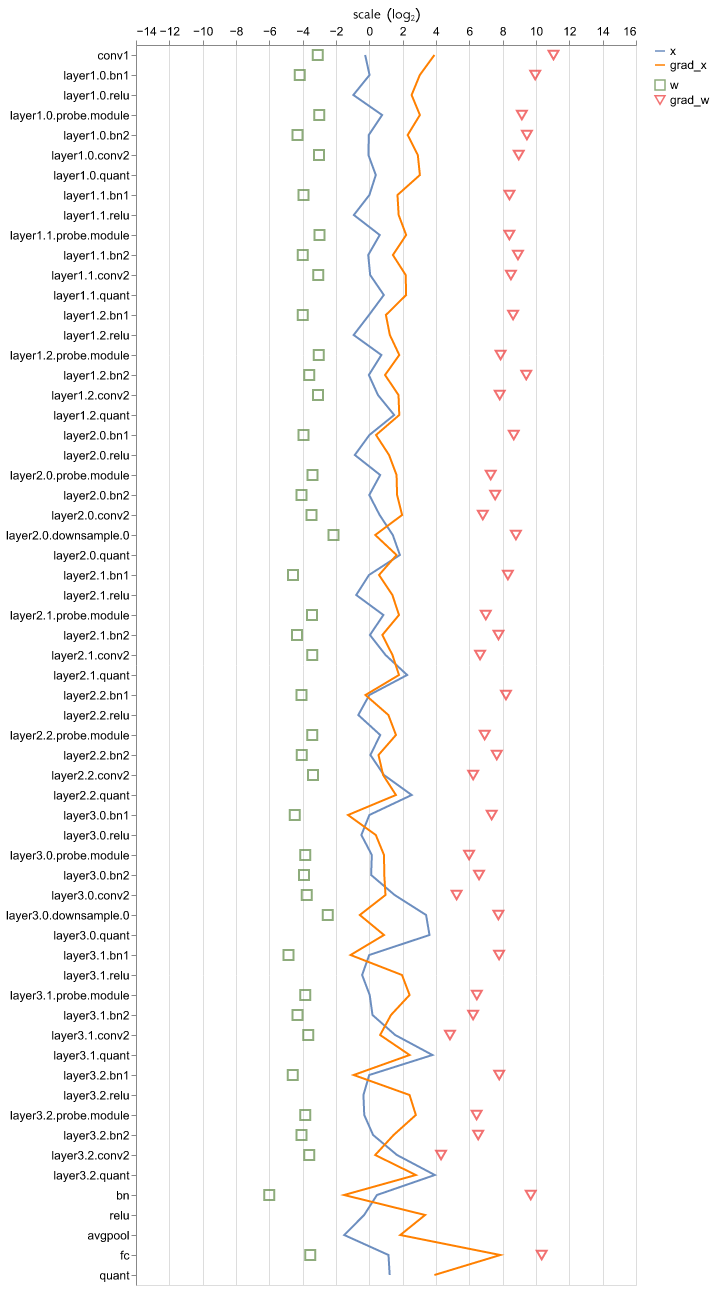 scale (log₂)
−14 −12 −10 −8 −6 −4 −2 0 2 4 6 8 10 12 14 16
conv1
layer1.0.bn1
layer1.0.relu
layer1.0.probe.module
layer1.0.bn2
layer1.0.conv2
layer1.0.quant
layer1.1.bn1
layer1.1.relu
layer1.1.probe.module
layer1.1.bn2
layer1.1.conv2
layer1.1.quant
layer1.2.bn1
layer1.2.relu
layer1.2.probe.module
layer1.2.bn2
layer1.2.conv2
layer1.2.quant
layer2.0.bn1
layer2.0.relu
layer2.0.probe.module
layer2.0.bn2
layer2.0.conv2
layer2.0.downsample.0
layer2.0.quant
layer2.1.bn1
layer2.1.relu
layer2.1.probe.module
layer2.1.bn2
layer2.1.conv2
layer2.1.quant
layer2.2.bn1
layer2.2.relu
layer2.2.probe.module
layer2.2.bn2
layer2.2.conv2
layer2.2.quant
layer3.0.bn1
layer3.0.relu
layer3.0.probe.module
layer3.0.bn2
layer3.0.conv2
layer3.0.downsample.0
layer3.0.quant
layer3.1.bn1
layer3.1.relu
layer3.1.probe.module
layer3.1.bn2
layer3.1.conv2
layer3.1.quant
layer3.2.bn1
layer3.2.relu
layer3.2.probe.module
layer3.2.bn2
layer3.2.conv2
layer3.2.quant
bn
relu
avgpool
fc
quant
x
grad_x
w
grad_w